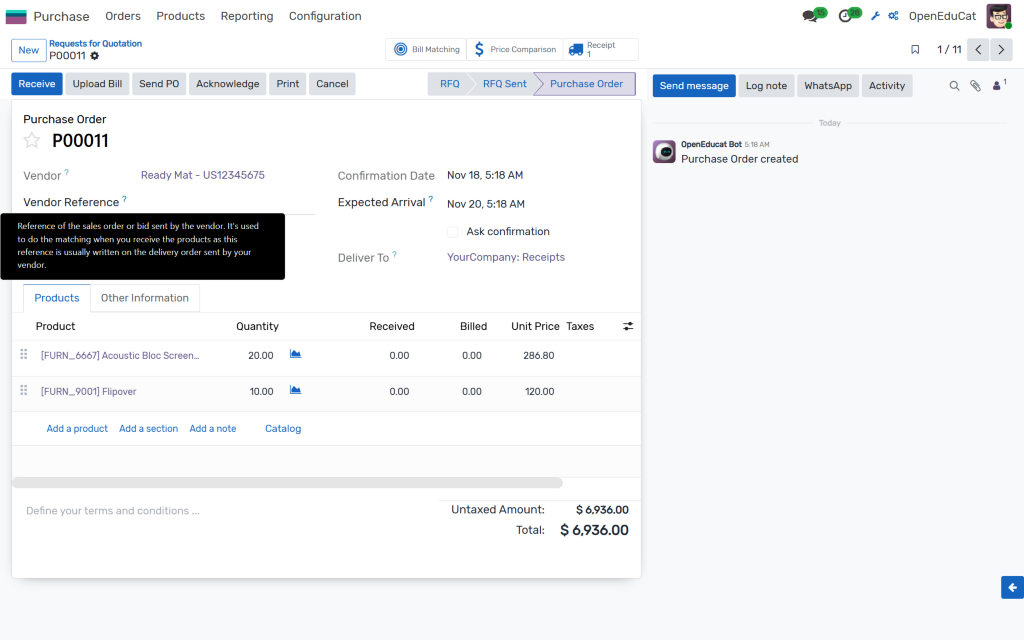 Purchase Orders Products Reporting Configuration 15 28 OpenEduCat
New Requests for Quotation
P00011
Bill Matching Price Comparison Receipt 1
1 / 11
Receive Upload Bill Send PO Acknowledge Print Cancel RFQ RFQ Sent Purchase Order
Send message Log note WhatsApp Activity 1
Purchase Order
P00011
Today
OpenEducat Bot 5:18 AM
Purchase Order created
Vendor ? Ready Mat - US12345675 Confirmation Date Nov 18, 5:18 AM
Vendor Reference ? Expected Arrival ? Nov 20, 5:18 AM
Reference of the sales order or bid sent by the vendor. It's used
to do the matching when you receive the products as this
reference is usually written on the delivery order sent by your
vendor.
Ask confirmation
Deliver To ? YourCompany: Receipts
Products Other Information
Product Quantity Received Billed Unit Price Taxes
[FURN_6667] Acoustic Bloc Screen... 20.00 0.00 0.00 286.80
[FURN_9001] Flipover 10.00 0.00 0.00 120.00
Add a product Add a section Add a note Catalog
Define your terms and conditions ...
Untaxed Amount: $ 6,936.00
Total: $ 6,936.00